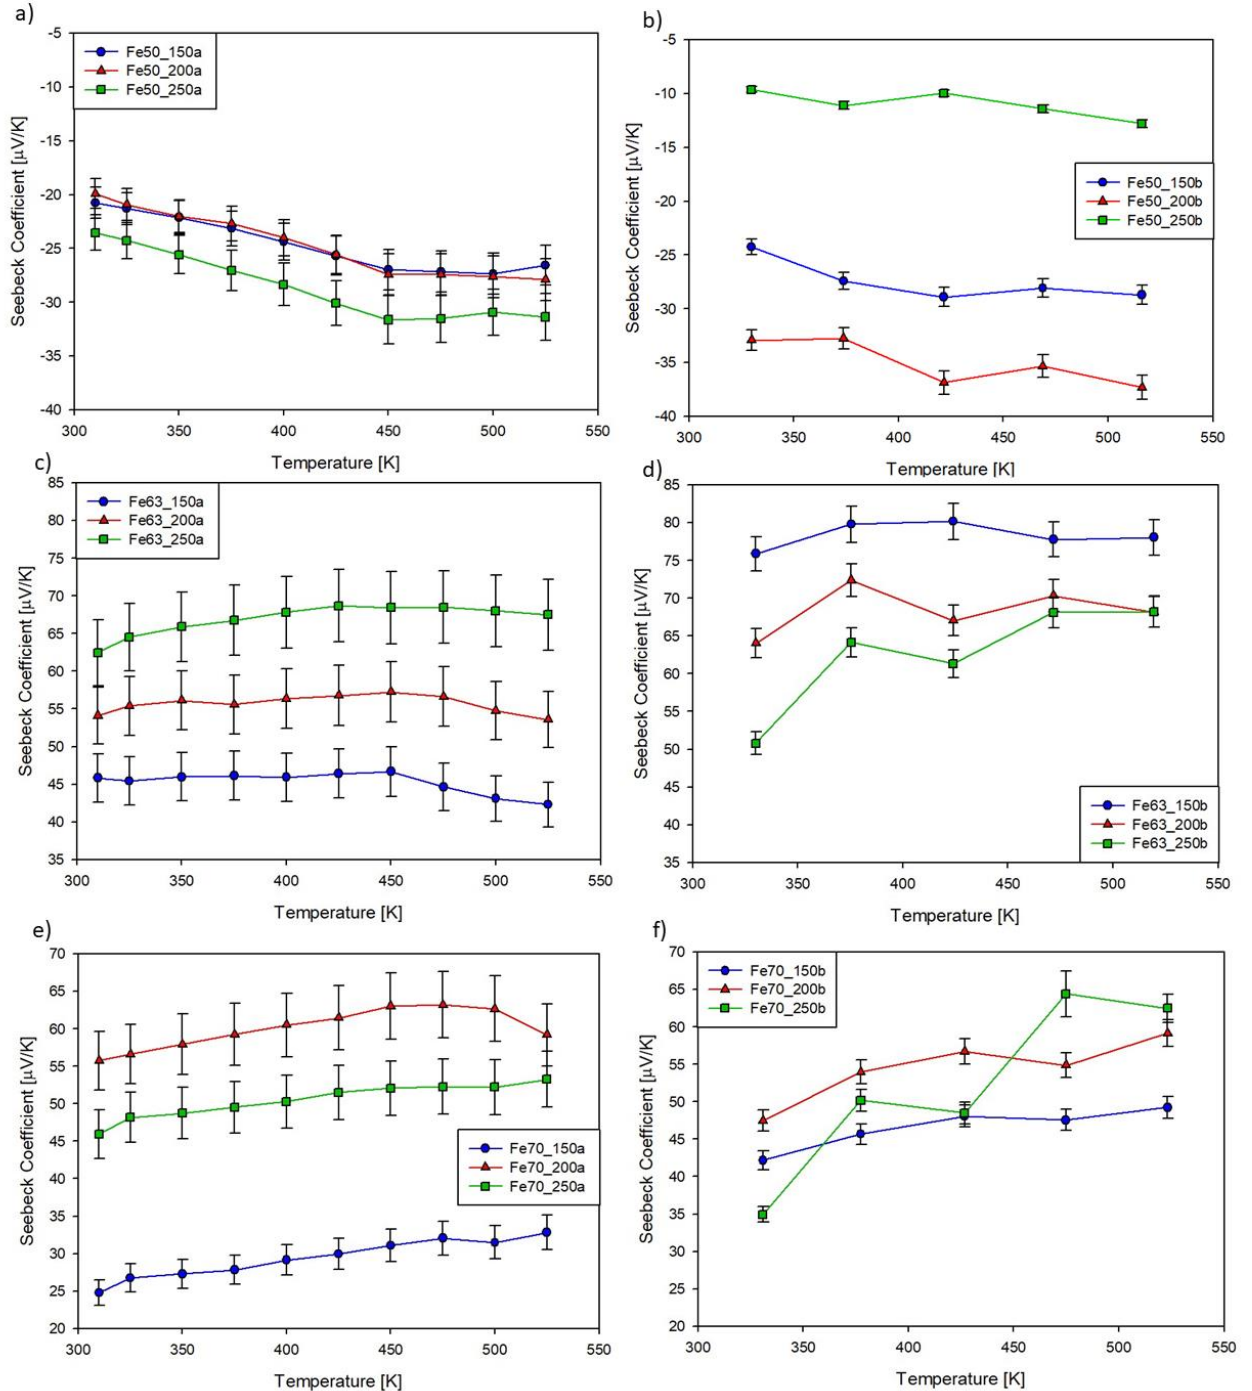 a)
Fe50_150a
Fe50_200a
Fe50_250a
Seebeck Coefficient [µV/K]
-5
-10
-15
-20
-25
-30
-35
-40
300 350 400 450 500 550
Temperature [K]
b)
Fe50_150b
Fe50_200b
Fe50_250b
Seebeck Coefficient [µV/K]
-5
-10
-15
-20
-25
-30
-35
-40
300 350 400 450 500 550
Temperature [K]
c)
Fe63_150a
Fe63_200a
Fe63_250a
Seebeck Coefficient [µV/K]
85
80
75
70
65
60
55
50
45
40
35
300 350 400 450 500 550
Temperature [K]
d)
Fe63_150b
Fe63_200b
Fe63_250b
Seebeck Coefficient [µV/K]
85
80
75
70
65
60
55
50
45
40
35
300 350 400 450 500 550
Temperature [K]
e)
Fe70_150a
Fe70_200a
Fe70_250a
Seebeck Coefficient [µV/K]
70
65
60
55
50
45
40
35
30
25
20
300 350 400 450 500 550
Temperature [K]
f)
Fe70_150b
Fe70_200b
Fe70_250b
Seebeck Coefficient [µV/K]
70
65
60
55
50
45
40
35
30
25
20
300 350 400 450 500 550
Temperature [K]